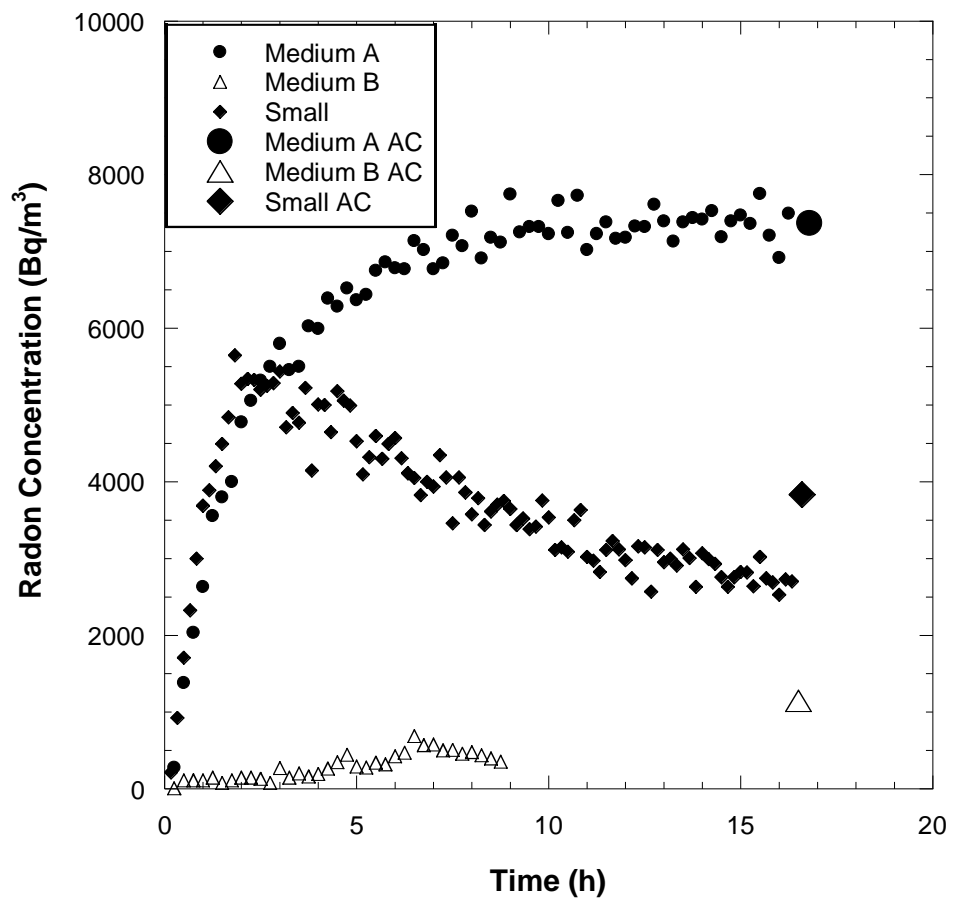 10000
8000
6000
4000
2000
0
Radon Concentration (Bq/m³)
Medium A
Medium B
Small
Medium A AC
Medium B AC
Small AC
0 5 10 15 20
Time (h)